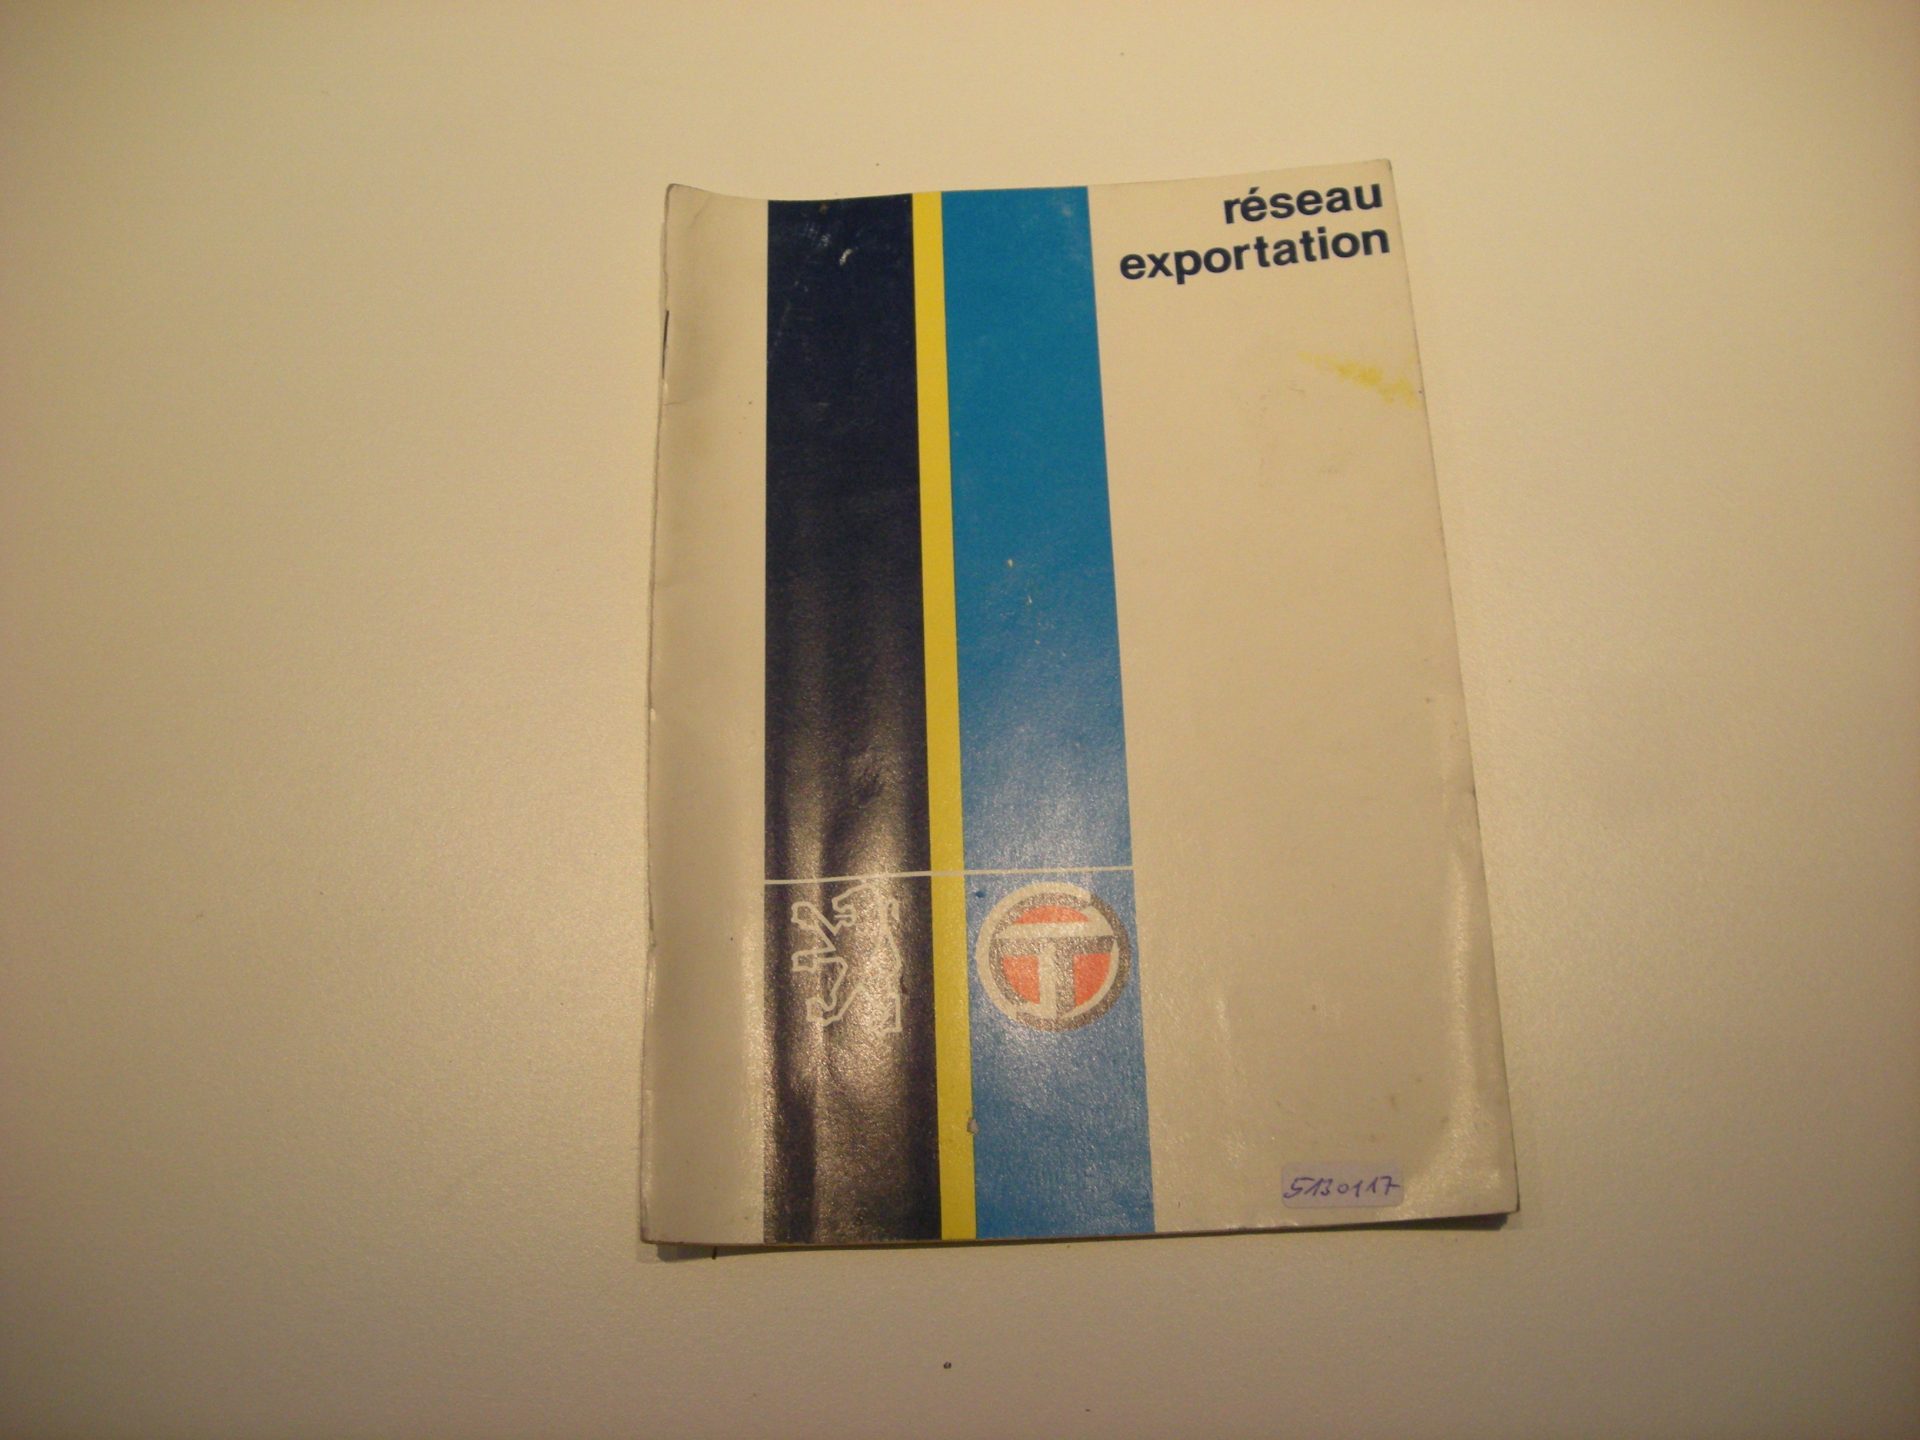 réseau
exportation
T
5130117